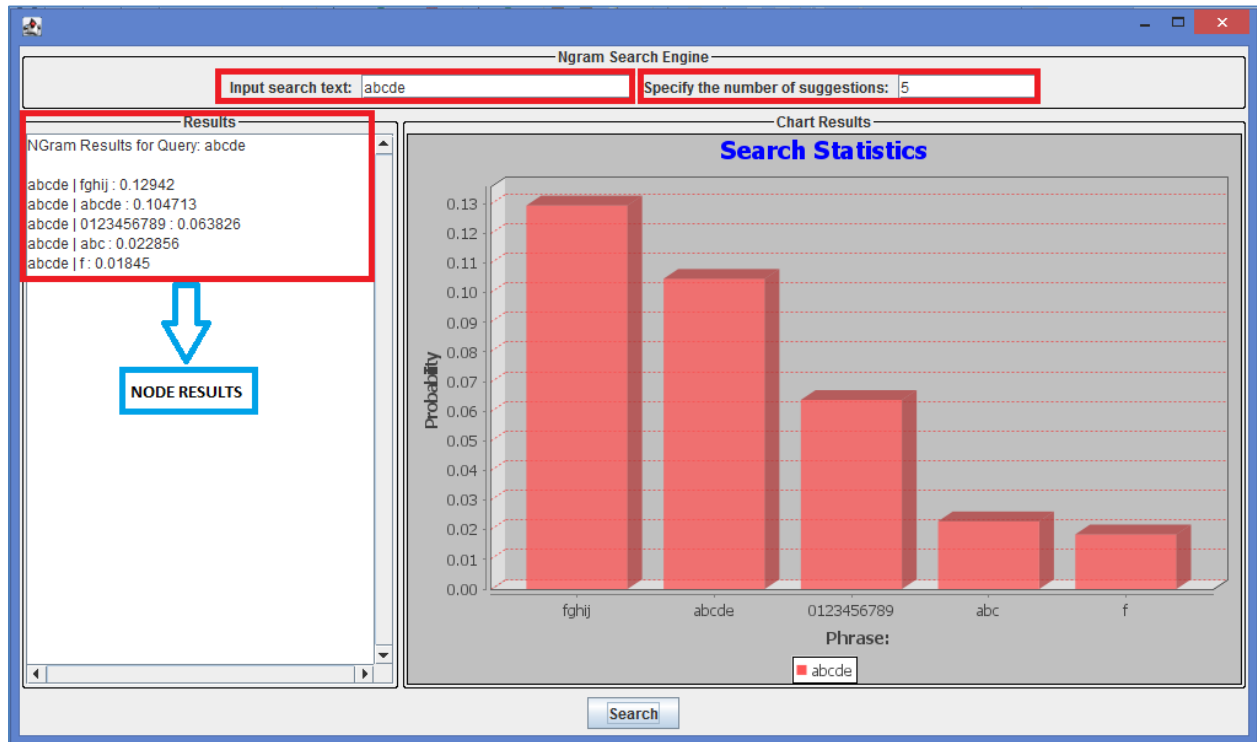 Ngram Search Engine
Input search text: abcde
Specify the number of suggestions: 5
Results
NGram Results for Query: abcde
abcde | fghij : 0.12942
abcde | abcde : 0.104713
abcde | 0123456789 : 0.063826
abcde | abc : 0.022856
abcde | f : 0.01845
NODE RESULTS
Chart Results
Search Statistics
Probability
0.13
0.12
0.11
0.10
0.09
0.08
0.07
0.06
0.05
0.04
0.03
0.02
0.01
0.00
fghij abcde 0123456789 abc f
Phrase:
abcde
Search